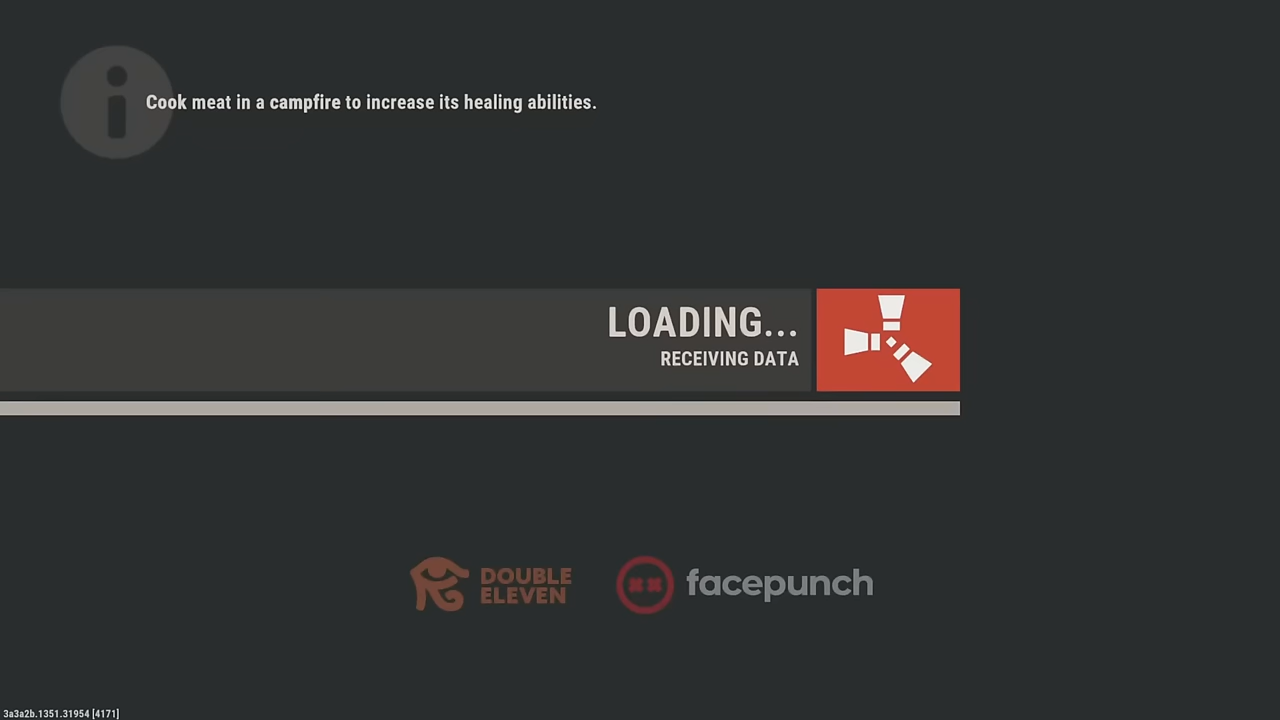 Cook meat in a campfire to increase its healing abilities.
LOADING...
RECEIVING DATA
DOUBLE
ELEVEN
facepunch
3a3a2b.1351.31954 [4171]